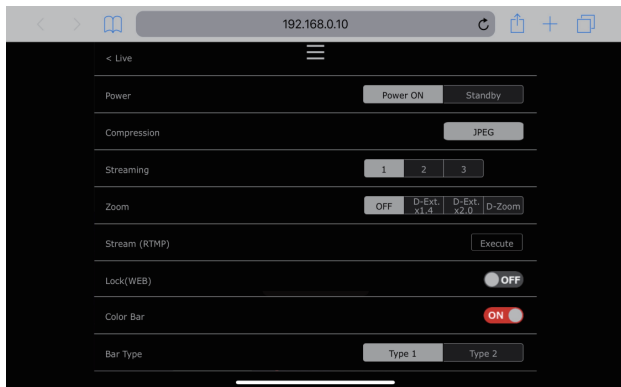 192.168.0.10
< Live
Power
Power ON
Standby
Compression
JPEG
Streaming
1
2
3
Zoom
OFF
D-Ext.
x1.4
D-Ext.
x2.0
D-Zoom
Stream (RTMP)
Execute
Lock(WEB)
OFF
Color Bar
ON
Bar Type
Type 1
Type 2